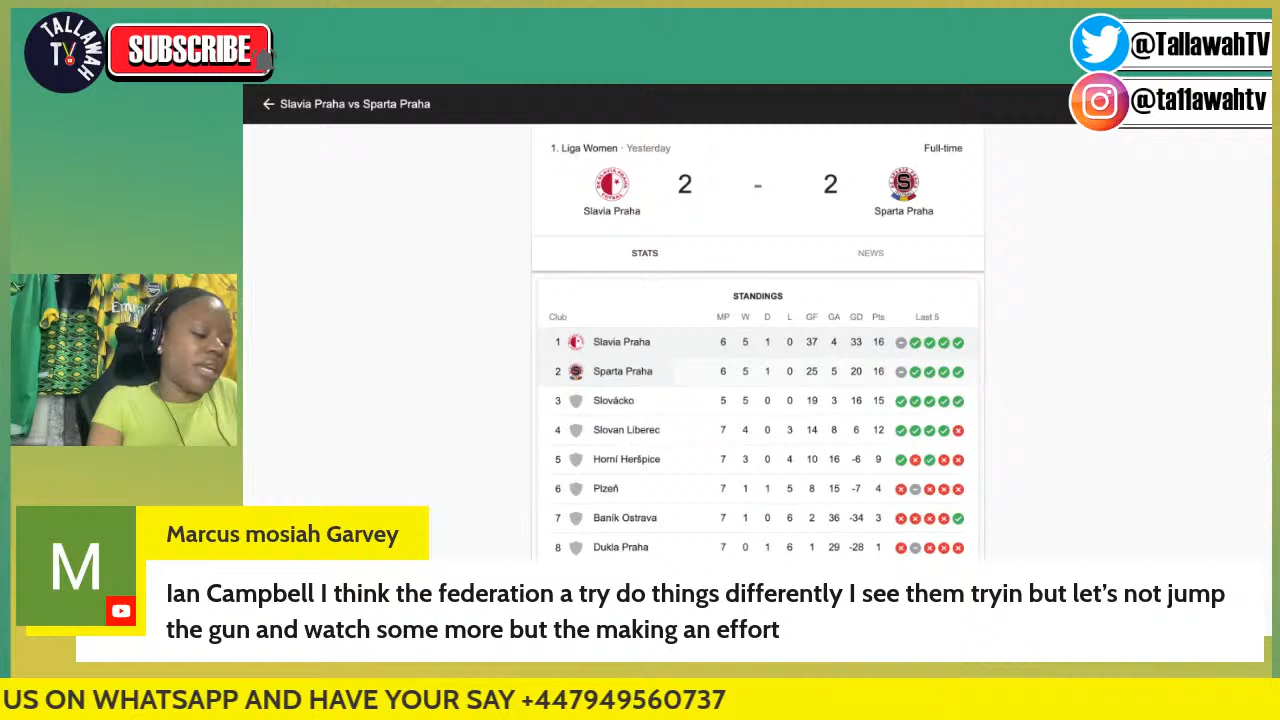 TALLAWAH
TV
SUBSCRIBE
@TallawahTV
@ta11awahtv
Slavia Praha vs Sparta Praha
1. Liga Women · Yesterday
Full-time
2 - 2
Slavia Praha
Sparta Praha
STATS NEWS
STANDINGS
Club MP W D L GF GA GD Pts Last 5
1 Slavia Praha 6 5 1 0 37 4 33 16
2 Sparta Praha 6 5 1 0 25 5 20 16
3 Slovácko 5 5 0 0 19 3 16 15
4 Slovan Liberec 7 4 0 3 14 8 6 12
5 Horní Heršpice 7 3 0 4 10 16 -6 9
6 Plzeň 7 1 1 5 8 15 -7 4
7 Baník Ostrava 7 1 0 6 2 36 -34 3
8 Dukla Praha 7 0 1 6 1 29 -28 1
M
Marcus mosiah Garvey
Ian Campbell I think the federation a try do things differently I see them tryin but let's not jump
the gun and watch some more but the making an effort
US ON WHATSAPP AND HAVE YOUR SAY +447949560737